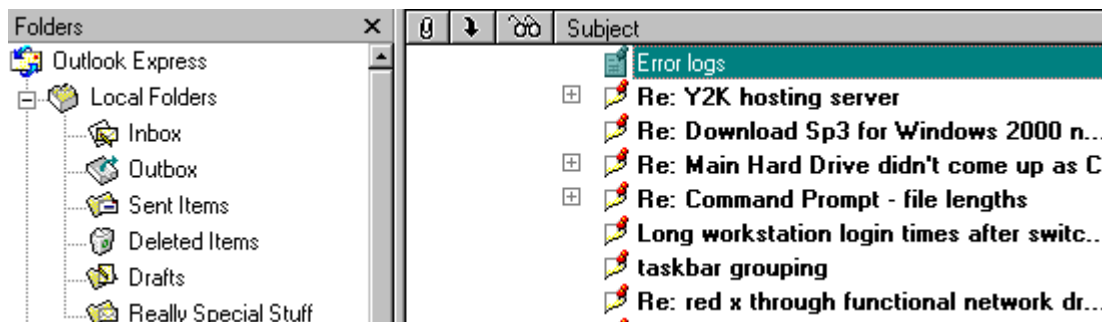 Folders
Outlook Express
Local Folders
Inbox
Outbox
Sent Items
Deleted Items
Drafts
Really Special Stuff
Subject
Error logs
Re: Y2K hosting server
Re: Download Sp3 for Windows 2000 n...
Re: Main Hard Drive didn't come up as C
Re: Command Prompt - file lengths
Long workstation login times after switc...
taskbar grouping
Re: red x through functional network dr...